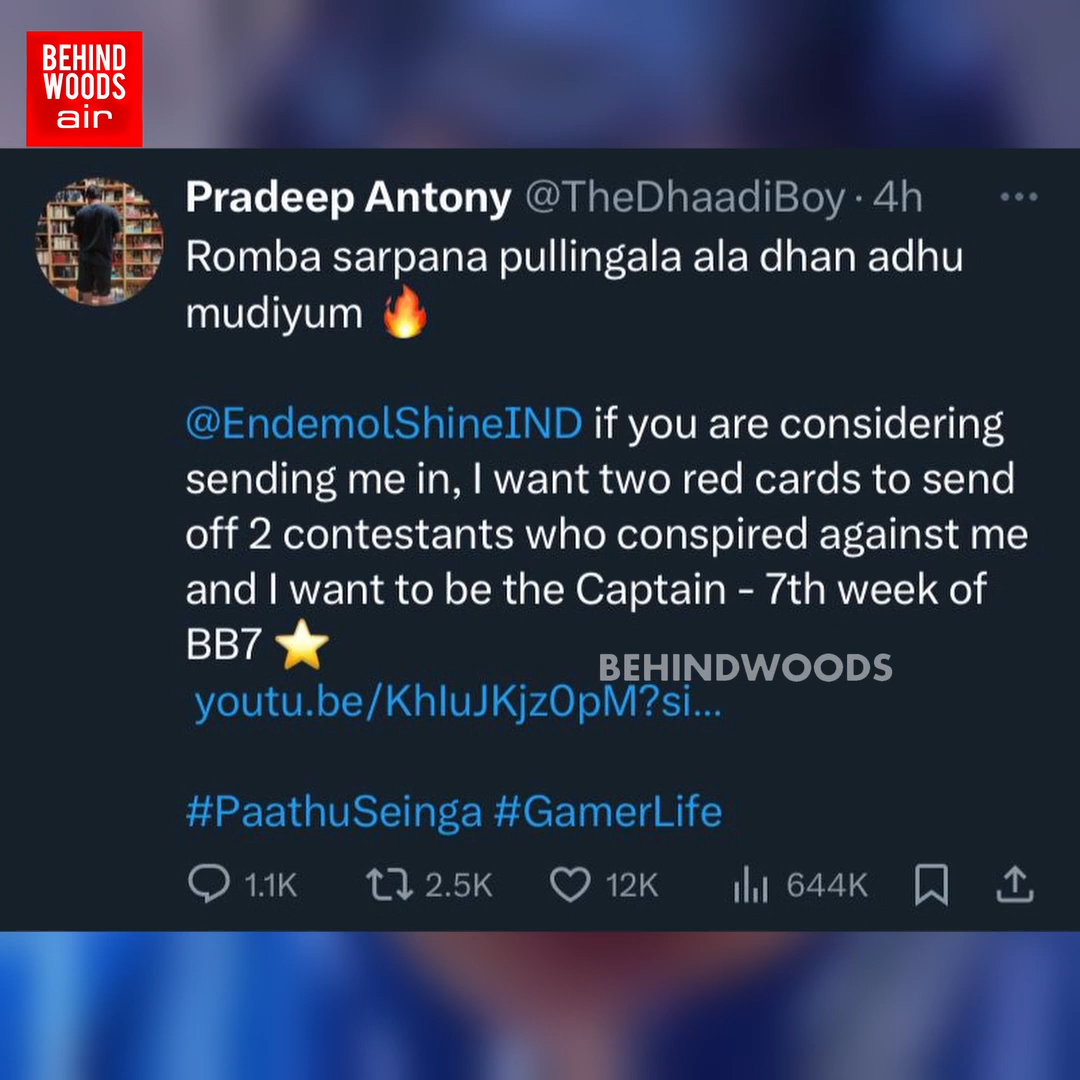 BEHIND
WOODS
air
Pradeep Antony @TheDhaadiBoy · 4h
Romba sarpana pullingala ala dhan adhu
mudiyum 🔥
@EndemolShineIND if you are considering
sending me in, I want two red cards to send
off 2 contestants who conspired against me
and I want to be the Captain - 7th week of
BB7 ⭐
BEHINDWOODS
youtu.be/KhIuJKjz0pM?si...
#PaathuSeinga #GamerLife
1.1K 2.5K 12K 644K